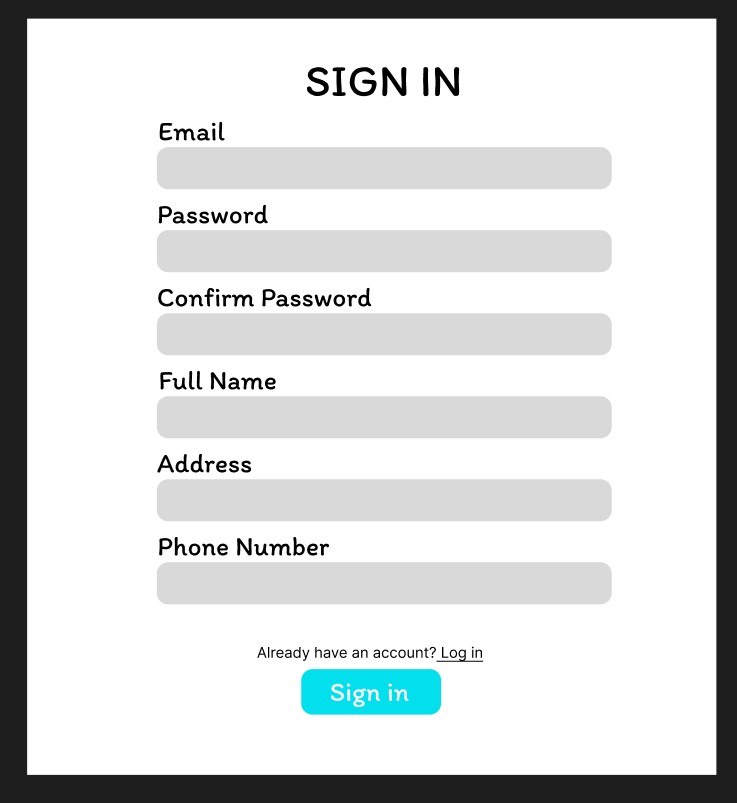 SIGN IN
Email
Password
Confirm Password
Full Name
Address
Phone Number
Already have an account? Log in
Sign in